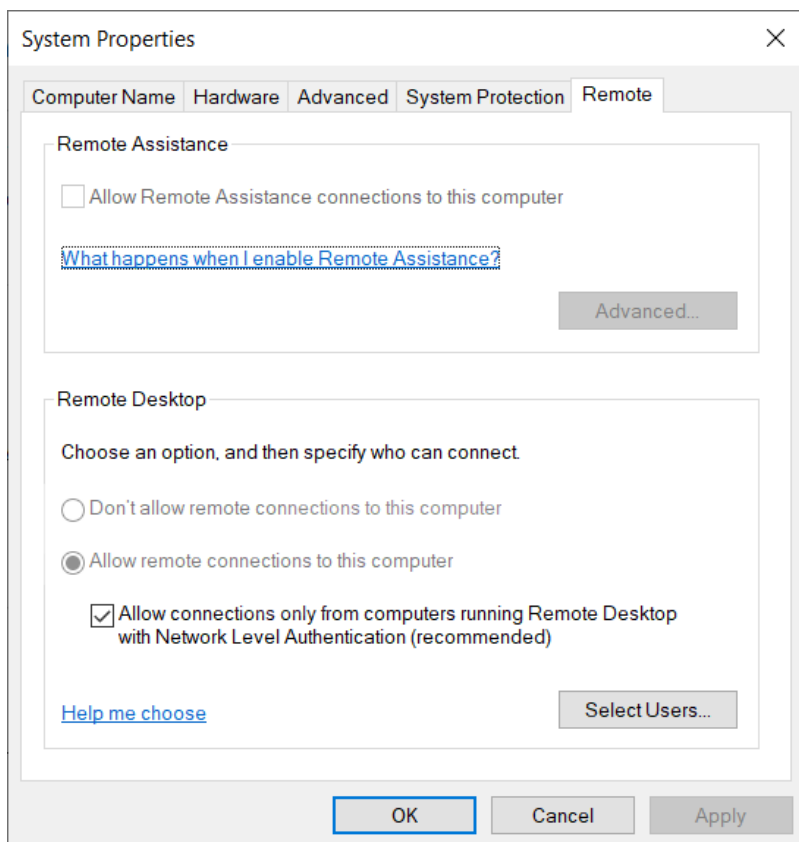 System Properties
Computer Name Hardware Advanced System Protection Remote
Remote Assistance
Allow Remote Assistance connections to this computer
What happens when I enable Remote Assistance?
Advanced...
Remote Desktop
Choose an option, and then specify who can connect.
Don't allow remote connections to this computer
Allow remote connections to this computer
Allow connections only from computers running Remote Desktop
with Network Level Authentication (recommended)
Help me choose
Select Users...
OK Cancel Apply